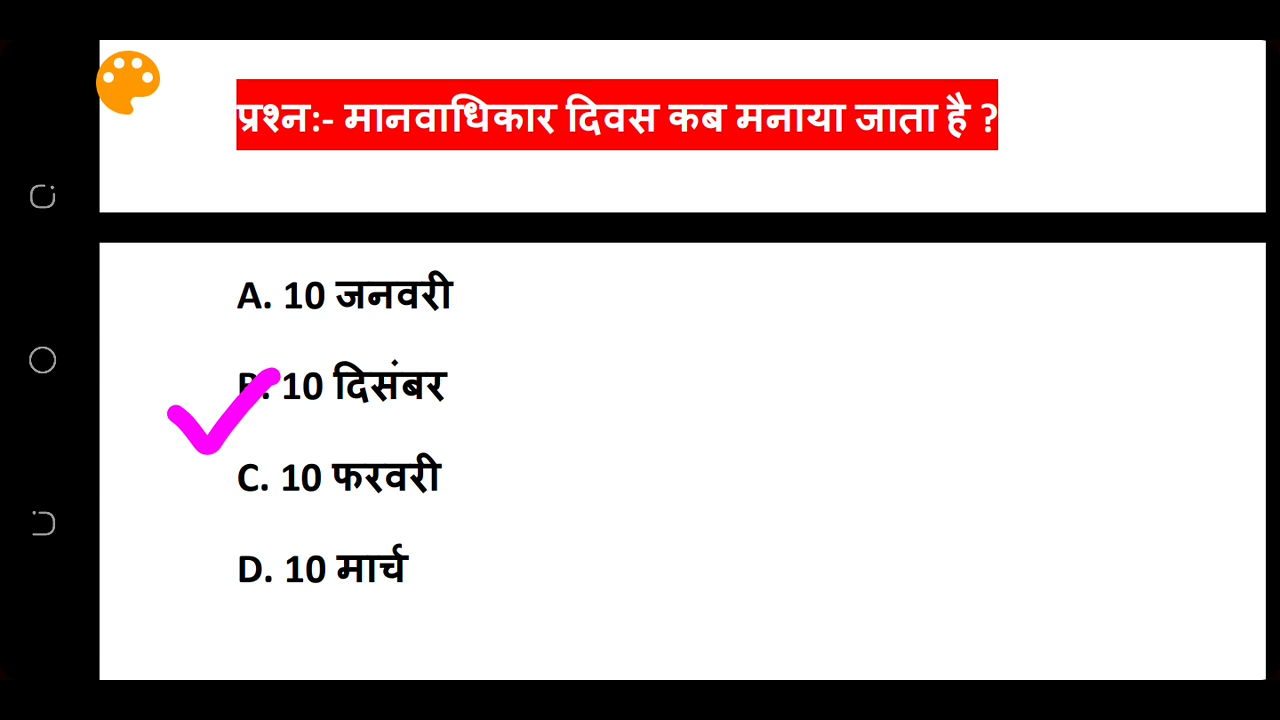 प्रश्न:- मानवाधिकार दिवस कब मनाया जाता है ?
A. 10 जनवरी
B. 10 दिसंबर
C. 10 फरवरी
D. 10 मार्च